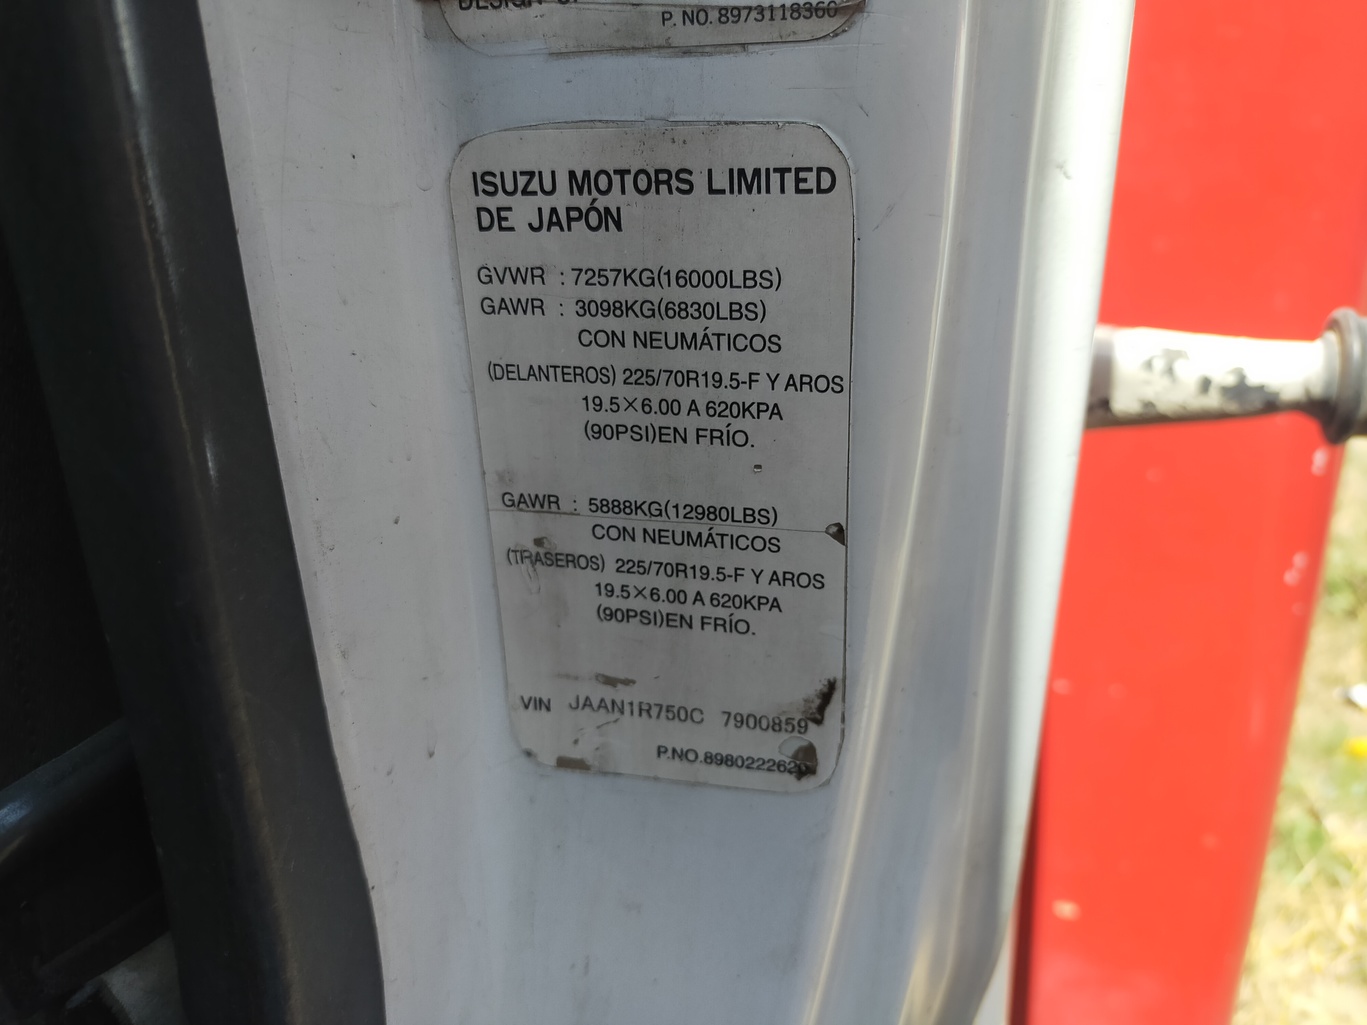 P. NO. 8973118360
ISUZU MOTORS LIMITED
DE JAPÓN
GVWR : 7257KG(16000LBS)
GAWR : 3098KG(6830LBS)
CON NEUMÁTICOS
(DELANTEROS) 225/70R19.5-F Y AROS
19.5×6.00 A 620KPA
(90PSI)EN FRÍO.
GAWR : 5888KG(12980LBS)
CON NEUMÁTICOS
(TRASEROS) 225/70R19.5-F Y AROS
19.5×6.00 A 620KPA
(90PSI)EN FRÍO.
VIN JAAN1R750C 7900859
P.NO.